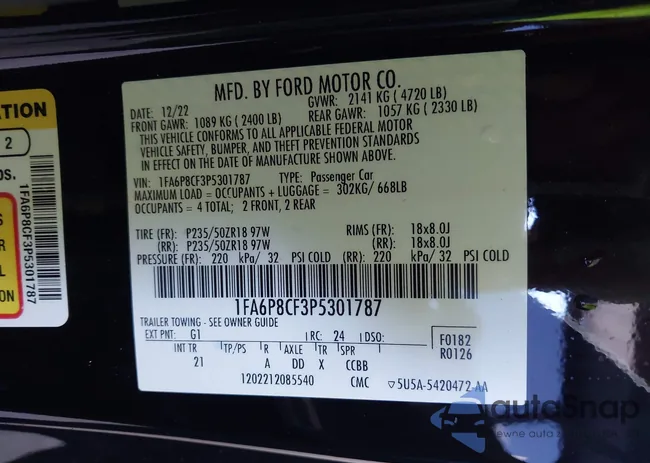 MFD. BY FORD MOTOR CO.
12/22 GVWR: 2141 KG ( 4720 LB)
FRONT GAWR: 1089 KG ( 2400 LB) REAR GAWR: 1057 KG ( 2330 LB)
THIS VEHICLE CONFORMS TO ALL APPLICABLE FEDERAL MOTOR
VEHICLE SAFETY, BUMPER, AND THEFT PREVENTION STANDARDS
IN EFFECT ON THE DATE OF MANUFACTURE SHOWN ABOVE.
VIN: 1FA6P8CF3P5301787 TYPE: Passenger Car
MAXIMUM LOAD = OCCUPANTS + LUGGAGE = 302KG/ 668LB
OCCUPANTS = 4 TOTAL; 2 FRONT, 2 REAR
TIRE (FR): P235/50ZR18 97W RIMS (FR): 18x8.0J
(RR): P235/50ZR18 97W (RR): 18x8.0J
PRESSURE (FR): 220 kPa/ 32 PSI COLD (RR): 220 kPa/ 32 PSI COLD
1FA6P8CF3P5301787
TRAILER TOWING - SEE OWNER GUIDE
EXT PNT: G1 RC: 24 DSO: F0182
R0126
INT TR TP/PS R AXLE TR SPR
21 A DD X CCBB
1202212085540 CMC 5U5A-5420472-AA
ATION
2
os.
1FA6P8CF3P5301787
autoSnap